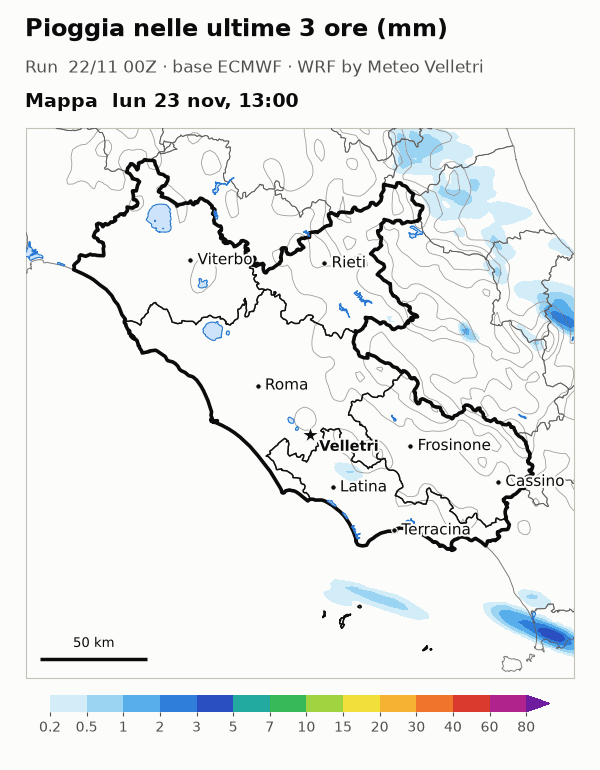 Pioggia nelle ultime 3 ore (mm)
Run  22/11 00Z · base ECMWF · WRF by Meteo Velletri
Mappa  lun 23 nov, 13:00
Viterbo
Rieti
Roma
Velletri
Frosinone
Latina
Cassino
Terracina
50 km
0.2 0.5 1 2 3 5 7 10 15 20 30 40 60 80